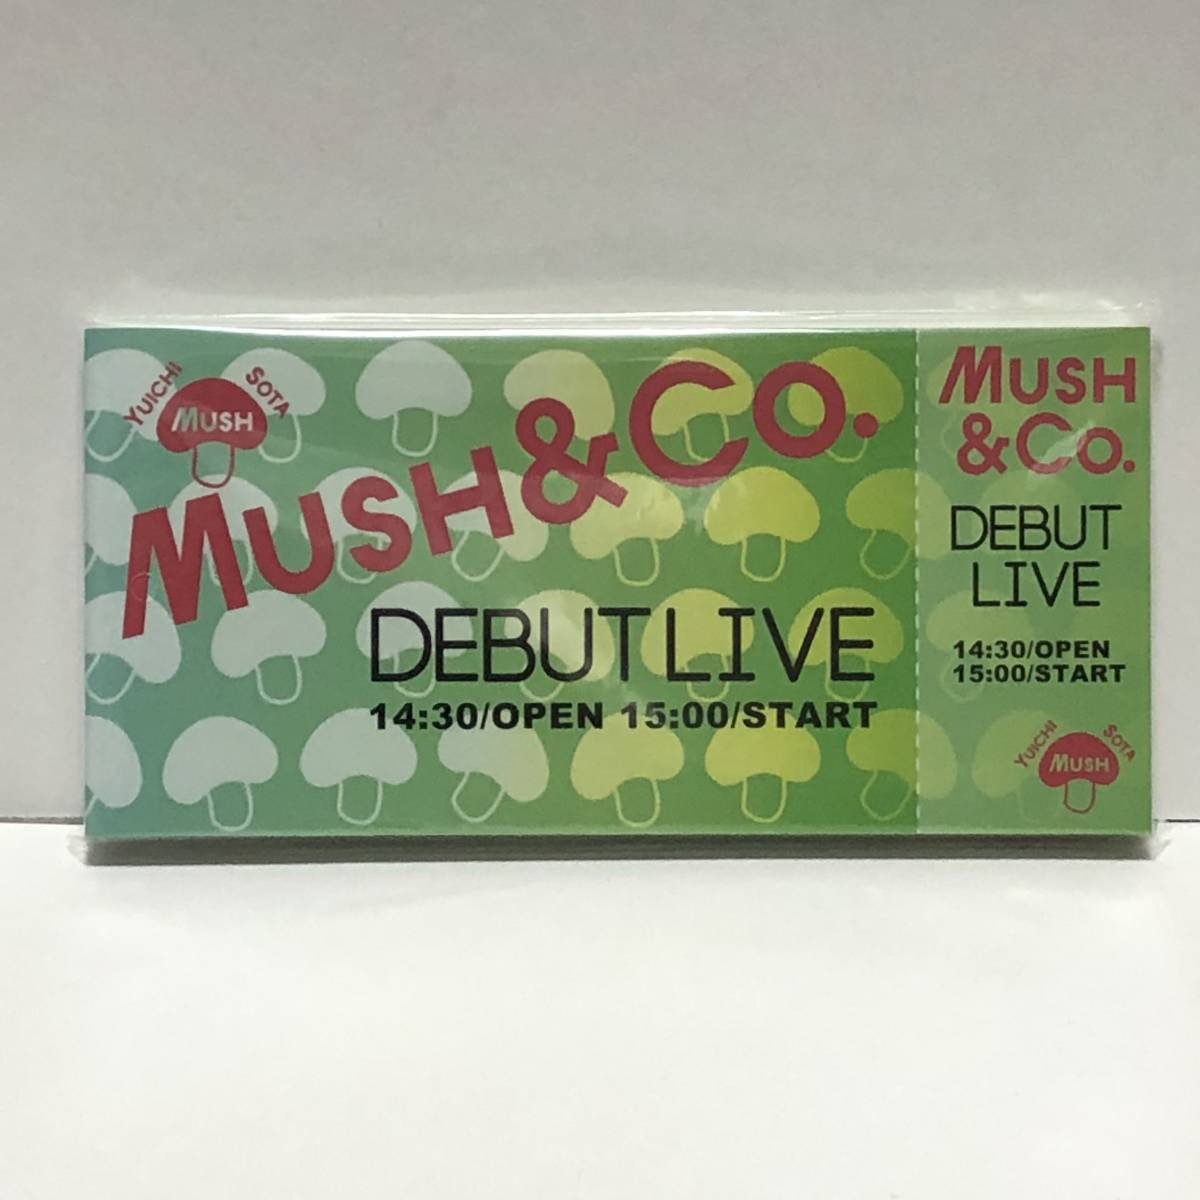 YUICHI
SOTA
MUSH
MUSH&CO.
DEBUT LIVE
14:30/OPEN 15:00/START
MUSH
&CO.
DEBUT
LIVE
14:30/OPEN
15:00/START
YUICHI
SOTA
MUSH